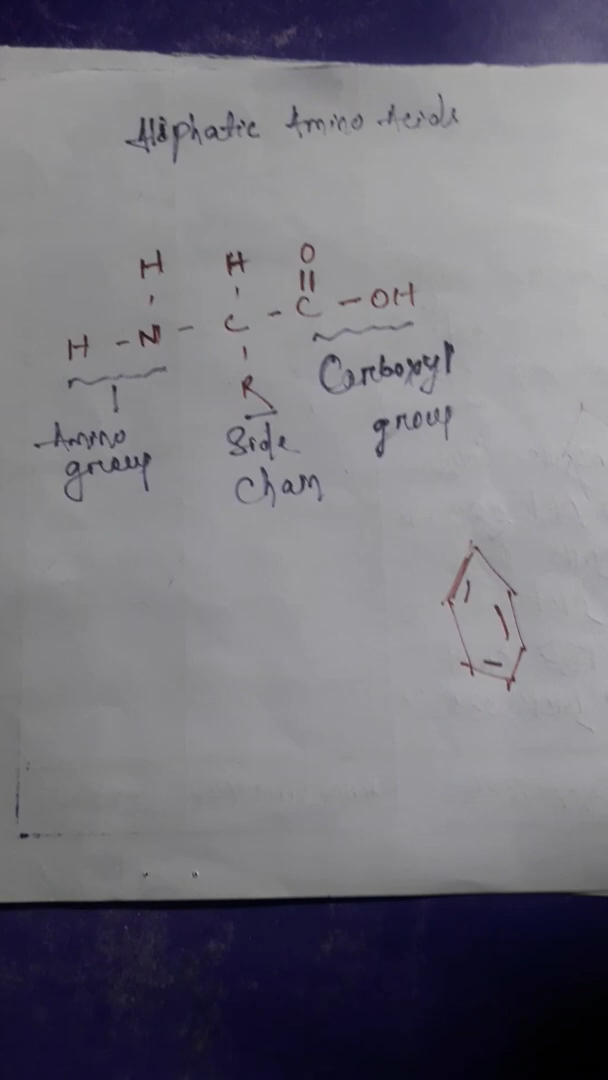 Aliphatic Amino Acids
H H O
H - N - C - C - OH
R
Amino group
Side Chain
Carboxyl group